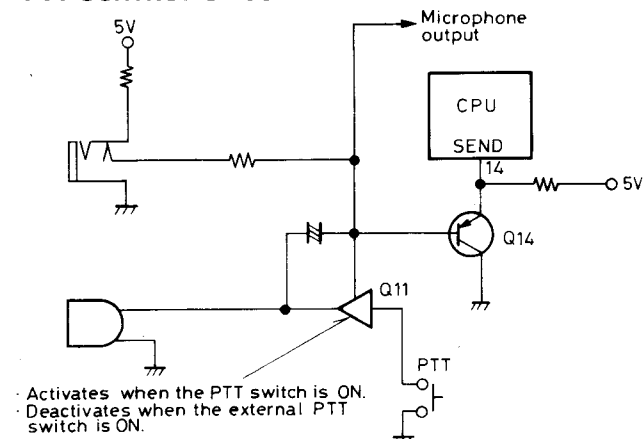 Microphone
output
5V
CPU
SEND
14
5V
Q14
Q11
PTT
· Activates when the PTT switch is ON.
· Deactivates when the external PTT
switch is ON.